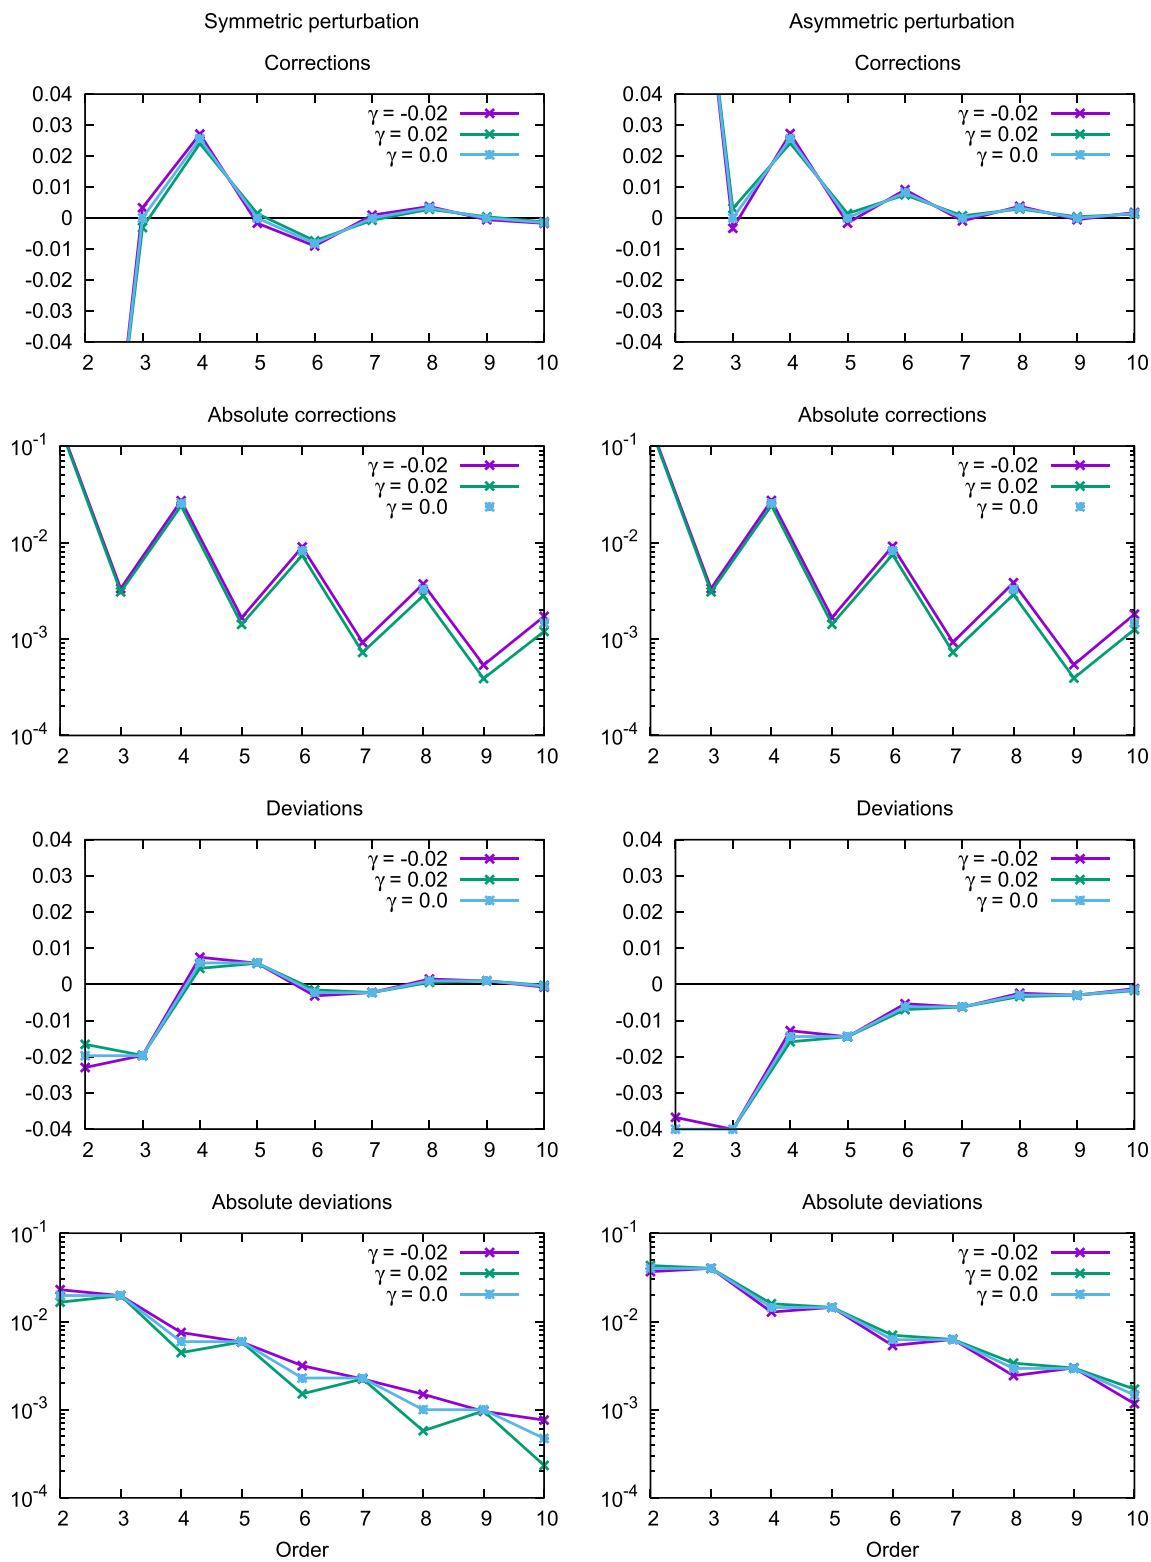 Symmetric perturbation
Asymmetric perturbation
Corrections
Corrections
0.04
0.03
0.02
0.01
0
-0.01
-0.02
-0.03
-0.04
2 3 4 5 6 7 8 9 10
γ = -0.02
γ = 0.02
γ = 0.0
0.04
0.03
0.02
0.01
0
-0.01
-0.02
-0.03
-0.04
2 3 4 5 6 7 8 9 10
γ = -0.02
γ = 0.02
γ = 0.0
Absolute corrections
Absolute corrections
10^-1
10^-2
10^-3
10^-4
2 3 4 5 6 7 8 9 10
γ = -0.02
γ = 0.02
γ = 0.0
10^-1
10^-2
10^-3
10^-4
2 3 4 5 6 7 8 9 10
γ = -0.02
γ = 0.02
γ = 0.0
Deviations
Deviations
0.04
0.03
0.02
0.01
0
-0.01
-0.02
-0.03
-0.04
2 3 4 5 6 7 8 9 10
γ = -0.02
γ = 0.02
γ = 0.0
0.04
0.03
0.02
0.01
0
-0.01
-0.02
-0.03
-0.04
2 3 4 5 6 7 8 9 10
γ = -0.02
γ = 0.02
γ = 0.0
Absolute deviations
Absolute deviations
10^-1
10^-2
10^-3
10^-4
2 3 4 5 6 7 8 9 10
γ = -0.02
γ = 0.02
γ = 0.0
Order
10^-1
10^-2
10^-3
10^-4
2 3 4 5 6 7 8 9 10
γ = -0.02
γ = 0.02
γ = 0.0
Order